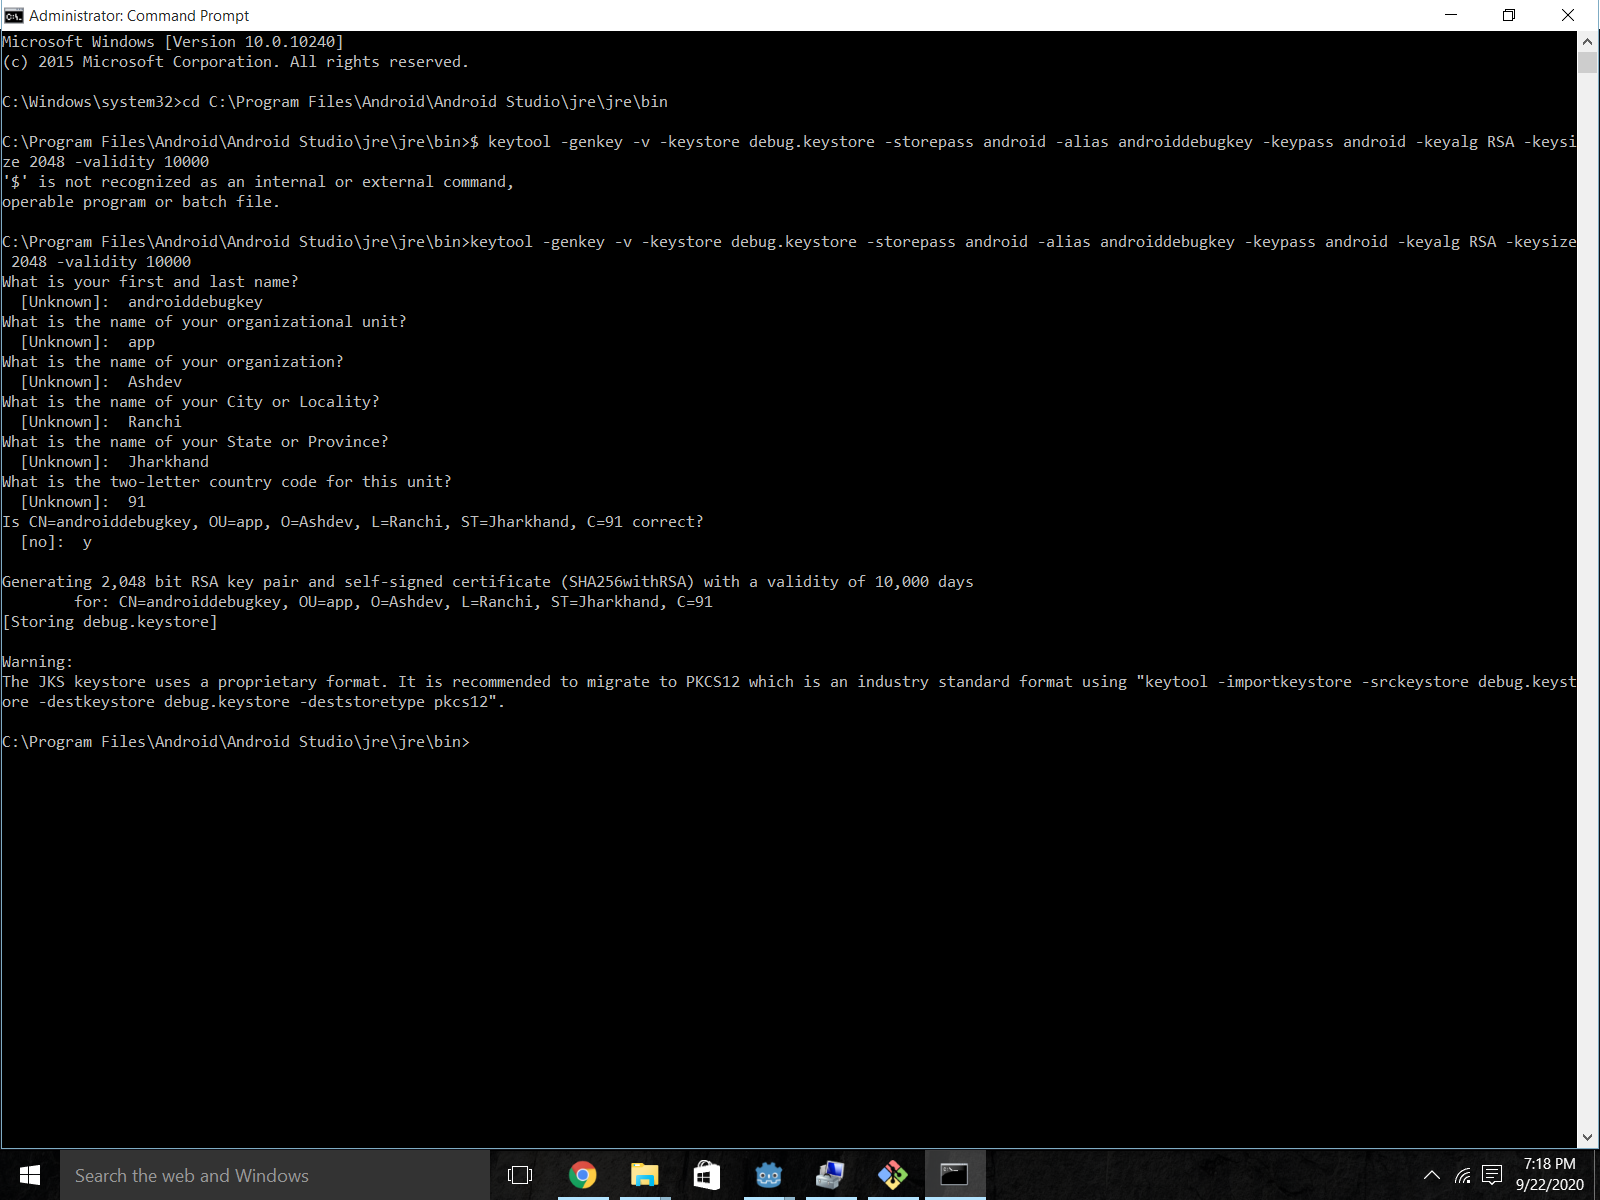 Administrator: Command Prompt
Microsoft Windows [Version 10.0.10240]
(c) 2015 Microsoft Corporation. All rights reserved.
C:\Windows\system32>cd C:\Program Files\Android\Android Studio\jre\jre\bin
C:\Program Files\Android\Android Studio\jre\jre\bin>$ keytool -genkey -v -keystore debug.keystore -storepass android -alias androiddebugkey -keypass android -keyalg RSA -keysi
ze 2048 -validity 10000
'$' is not recognized as an internal or external command,
operable program or batch file.
C:\Program Files\Android\Android Studio\jre\jre\bin>keytool -genkey -v -keystore debug.keystore -storepass android -alias androiddebugkey -keypass android -keyalg RSA -keysize
 2048 -validity 10000
What is your first and last name?
  [Unknown]:  androiddebugkey
What is the name of your organizational unit?
  [Unknown]:  app
What is the name of your organization?
  [Unknown]:  Ashdev
What is the name of your City or Locality?
  [Unknown]:  Ranchi
What is the name of your State or Province?
  [Unknown]:  Jharkhand
What is the two-letter country code for this unit?
  [Unknown]:  91
Is CN=androiddebugkey, OU=app, O=Ashdev, L=Ranchi, ST=Jharkhand, C=91 correct?
  [no]:  y
Generating 2,048 bit RSA key pair and self-signed certificate (SHA256withRSA) with a validity of 10,000 days
        for: CN=androiddebugkey, OU=app, O=Ashdev, L=Ranchi, ST=Jharkhand, C=91
[Storing debug.keystore]
Warning:
The JKS keystore uses a proprietary format. It is recommended to migrate to PKCS12 which is an industry standard format using "keytool -importkeystore -srckeystore debug.keyst
ore -destkeystore debug.keystore -deststoretype pkcs12".
C:\Program Files\Android\Android Studio\jre\jre\bin>
Search the web and Windows
7:18 PM
9/22/2020